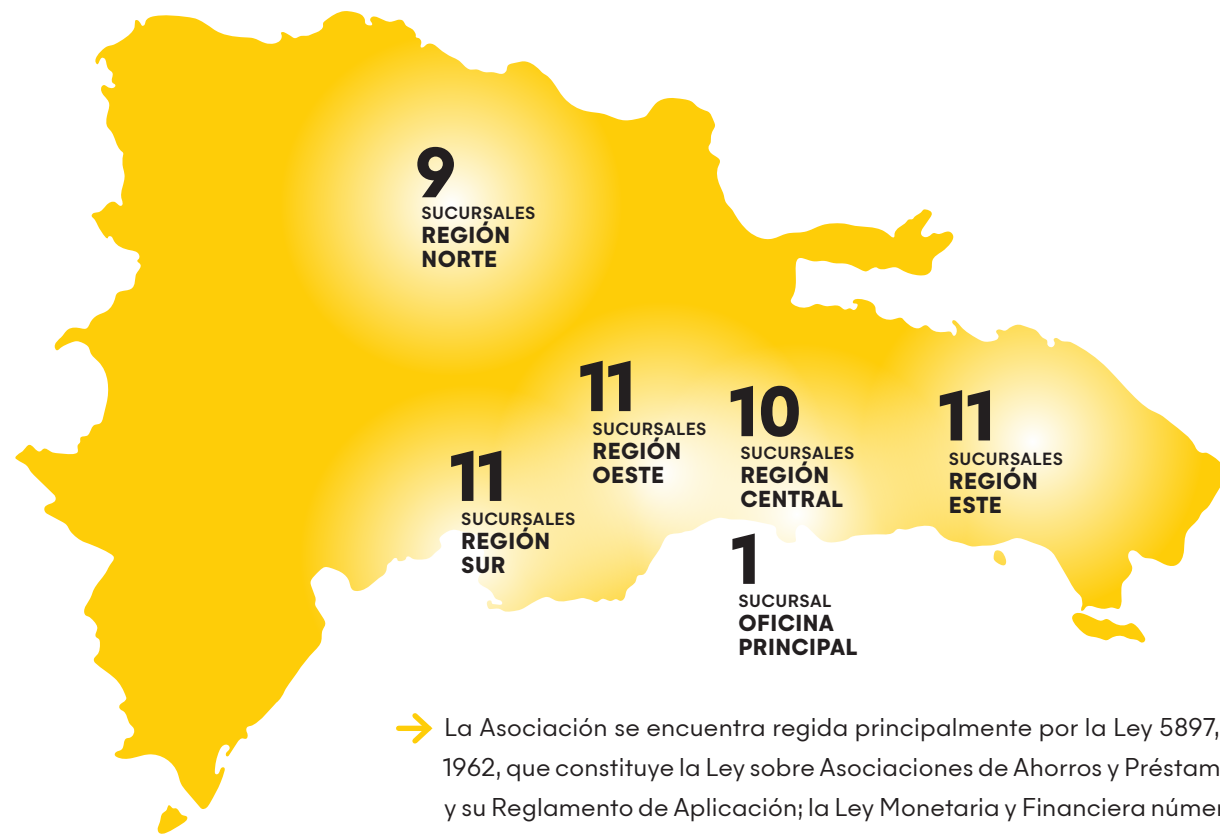 9
SUCURSALES
REGIÓN
NORTE
11
SUCURSALES
REGIÓN
OESTE
10
SUCURSALES
REGIÓN
CENTRAL
11
SUCURSALES
REGIÓN
ESTE
11
SUCURSALES
REGIÓN
SUR
1
SUCURSAL
OFICINA
PRINCIPAL
→ La Asociación se encuentra regida principalmente por la Ley 5897,
1962, que constituye la Ley sobre Asociaciones de Ahorros y Préstam
y su Reglamento de Aplicación; la Ley Monetaria y Financiera númer